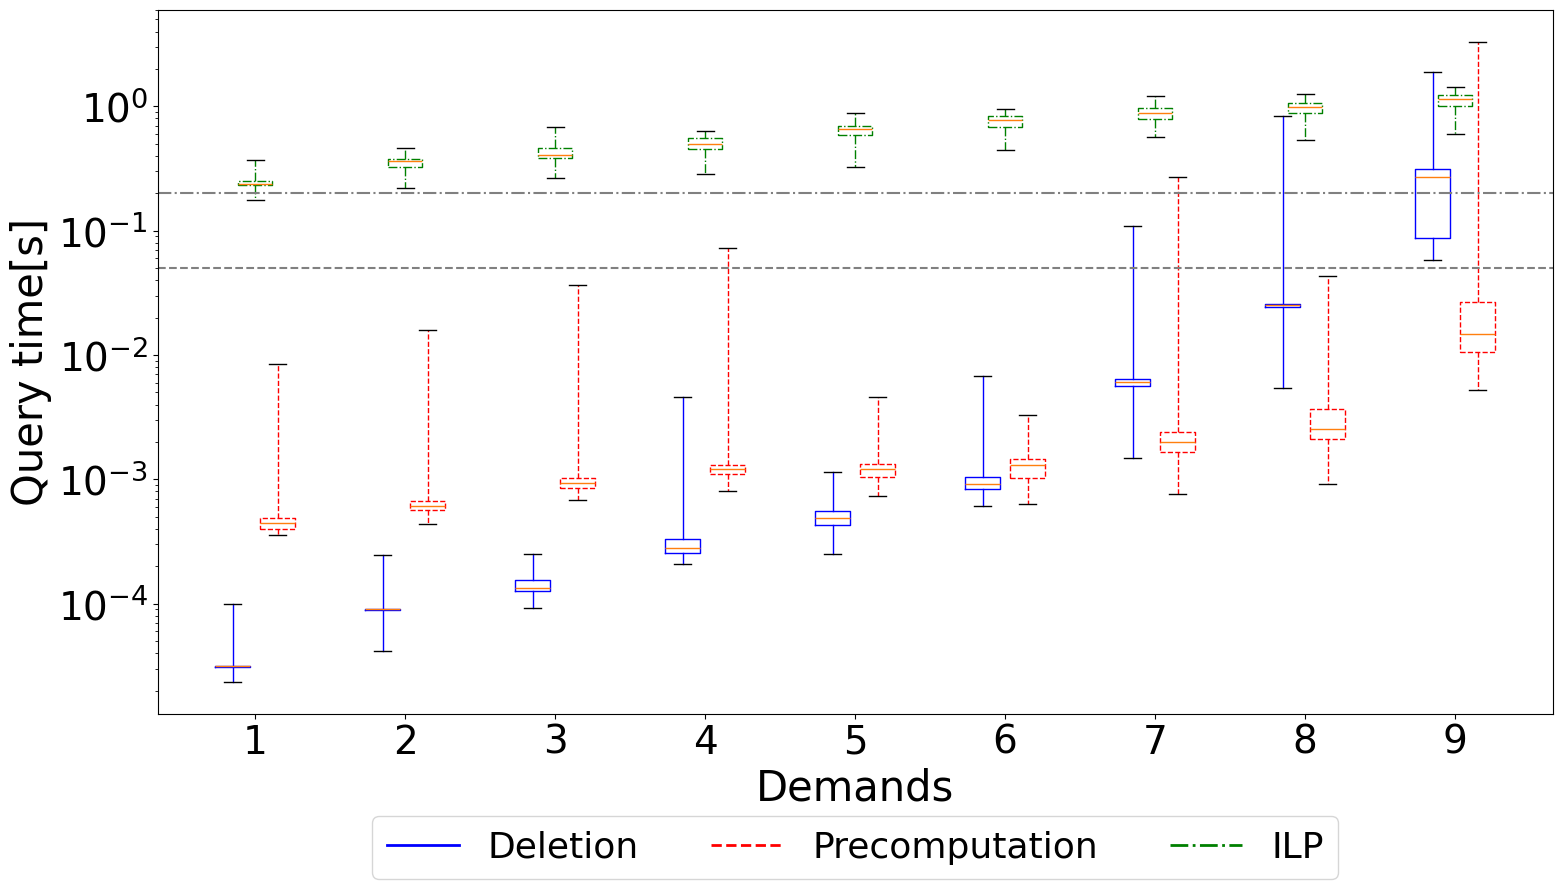 Query time[s]
10^0
10^-1
10^-2
10^-3
10^-4
1 2 3 4 5 6 7 8 9
Demands
Deletion Precomputation ILP